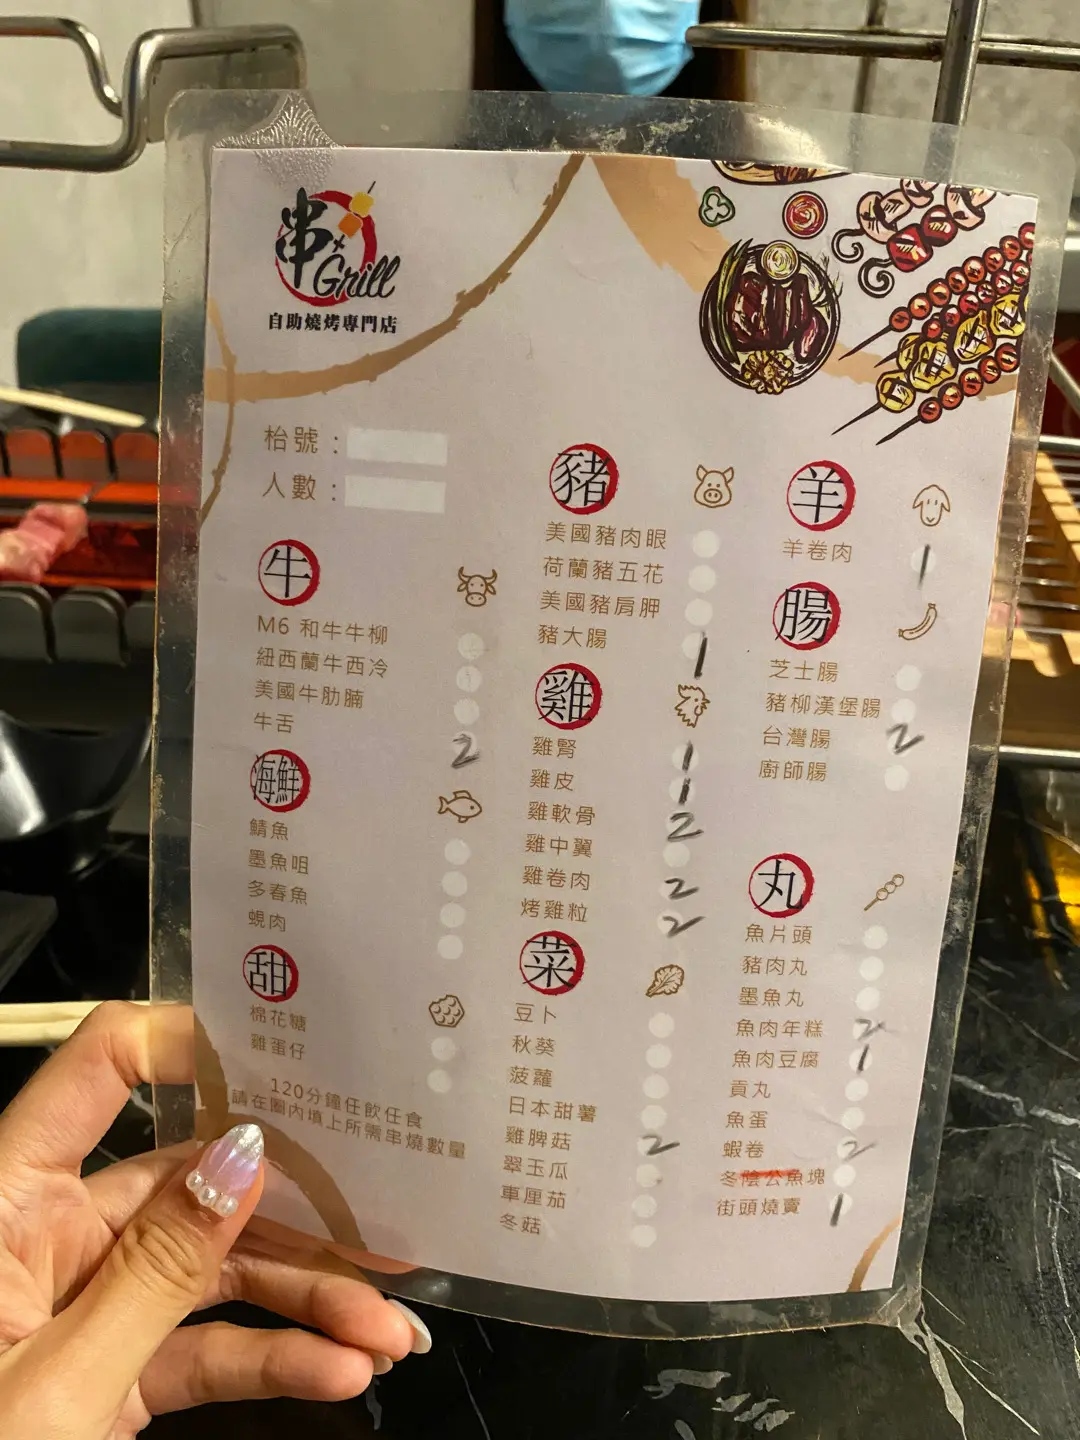 串
×
Grill
自助燒烤專門店
枱號：
人數：
牛
M6 和牛牛柳
紐西蘭牛西冷
美國牛肋腩
牛舌 2
海鮮
鯖魚
墨魚咀
多春魚
蜆肉
甜
棉花糖
雞蛋仔
120分鐘任飲任食
請在圈內填上所需串燒數量
豬
美國豬肉眼
荷蘭豬五花
美國豬肩胛
豬大腸 1
雞
雞腎 1
雞皮 1
雞軟骨 2
雞中翼
雞卷肉 2
烤雞粒 2
菜
豆卜
秋葵
菠蘿
日本甜薯
雞脾菇 2
翠玉瓜
車厘茄
冬菇
羊
羊卷肉 1
腸
芝士腸
豬柳漢堡腸
台灣腸 2
廚師腸
丸
魚片頭
豬肉丸
墨魚丸
魚肉年糕 2
魚肉豆腐 1
貢丸
魚蛋
蝦卷 2
冬陰公魚塊
街頭燒賣 1